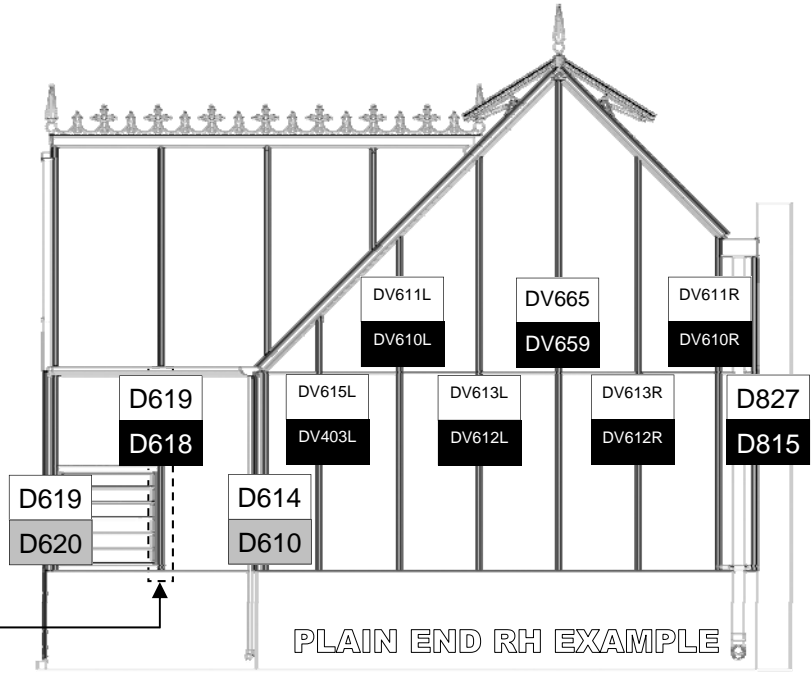 DV611L
DV610L
DV665
DV659
DV611R
DV610R
D619
D618
DV615L
DV403L
DV613L
DV612L
DV613R
DV612R
D827
D815
D619
D620
D614
D610
PLAIN END RH EXAMPLE